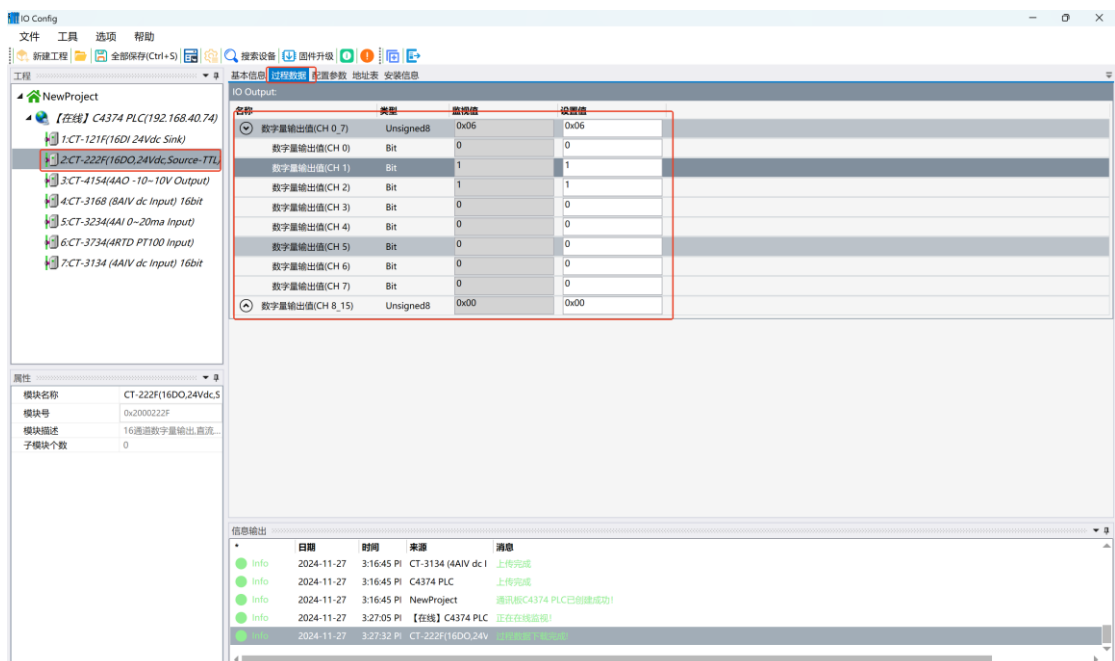 IO Config
文件 工具 选项 帮助
新建工程 全部保存(Ctrl+S) 搜索设备 固件升级
工程
基本信息 过程数据 配置参数 地址表 安装信息
NewProject
【在线】C4374 PLC(192.168.40.74)
1:CT-121F(16DI 24Vdc Sink)
2:CT-222F(16DO,24Vdc,Source-TTL)
3:CT-4154(4AO -10~10V Output)
4:CT-3168 (8AIV dc Input) 16bit
5:CT-3234(4AI 0~20ma Input)
6:CT-3734(4RTD PT100 Input)
7:CT-3134 (4AIV dc Input) 16bit
IO Output:
名称 类型 监视值 设置值
数字量输出值(CH 0_7) Unsigned8 0x06 0x06
数字量输出值(CH 0) Bit 0 0
数字量输出值(CH 1) Bit 1 1
数字量输出值(CH 2) Bit 1 1
数字量输出值(CH 3) Bit 0 0
数字量输出值(CH 4) Bit 0 0
数字量输出值(CH 5) Bit 0 0
数字量输出值(CH 6) Bit 0 0
数字量输出值(CH 7) Bit 0 0
数字量输出值(CH 8_15) Unsigned8 0x00 0x00
属性
模块名称 CT-222F(16DO,24Vdc,S
模块号 0x2000222F
模块描述 16通道数字量输出,直流...
子模块个数 0
信息输出
日期 时间 来源 消息
Info 2024-11-27 3:16:45 PI CT-3134 (4AIV dc I 上传完成
Info 2024-11-27 3:16:45 PI C4374 PLC 上传完成
Info 2024-11-27 3:16:45 PI NewProject 通讯板C4374 PLC已创建成功!
Info 2024-11-27 3:27:05 PI 【在线】C4374 PLC 正在在线监视!
Info 2024-11-27 3:27:32 PI CT-222F(16DO,24V 过程数据下载完成!